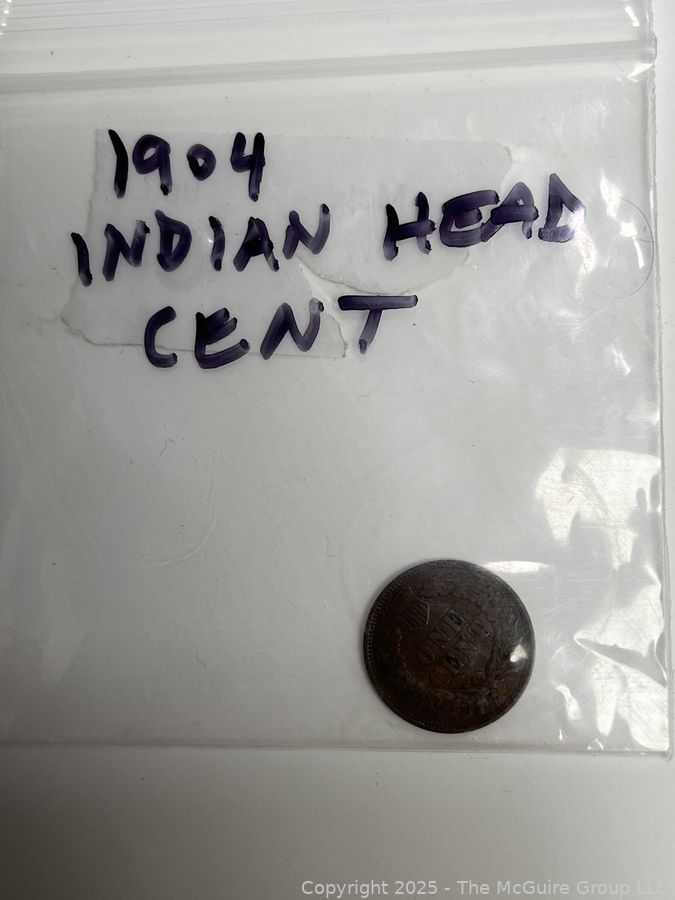 1904
INDIAN HEAD
CENT
ONE
CENT
Copyright 2025 - The McGuire Group LLC